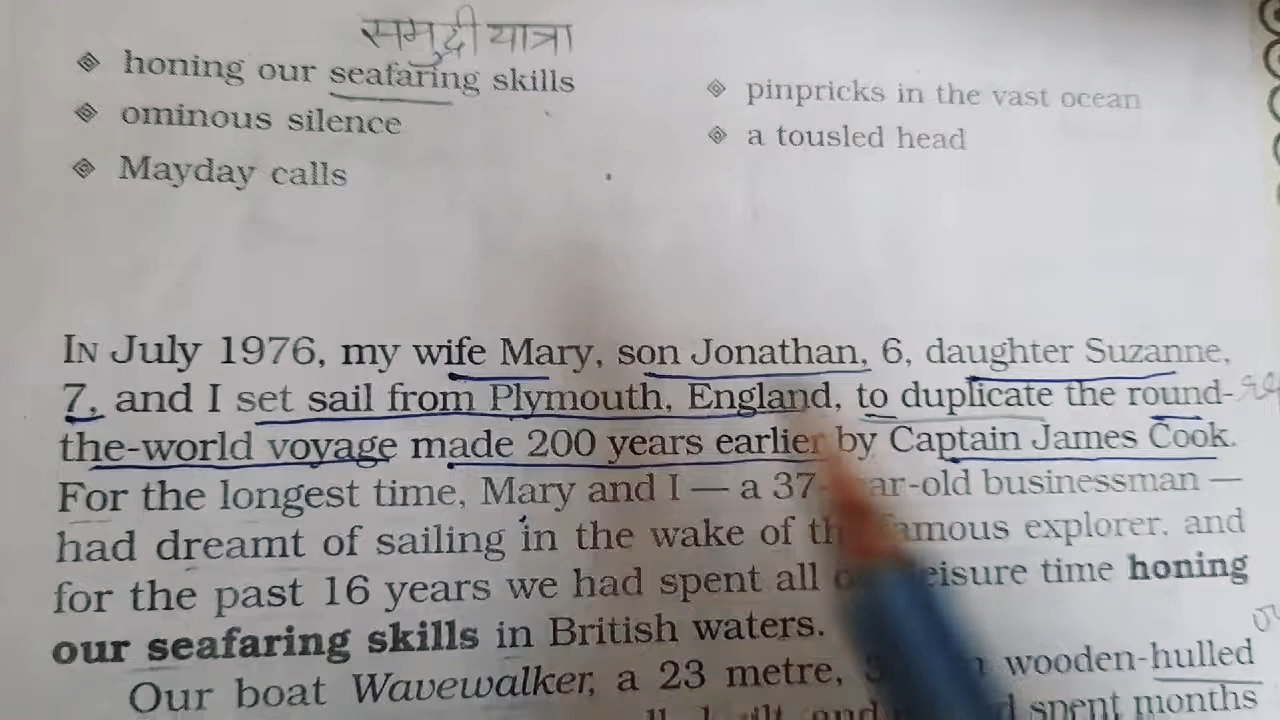 समुद्री यात्रा
honing our seafaring skills
ominous silence
Mayday calls
pinpricks in the vast ocean
a tousled head
IN July 1976, my wife Mary, son Jonathan, 6, daughter Suzanne,
7, and I set sail from Plymouth, England, to duplicate the round-
the-world voyage made 200 years earlier by Captain James Cook.
For the longest time, Mary and I — a 37 ar-old businessman —
had dreamt of sailing in the wake of th famous explorer, and
for the past 16 years we had spent all o eisure time honing
our seafaring skills in British waters.
Our boat Wavewalker, a 23 metre, wooden-hulled
and spent months